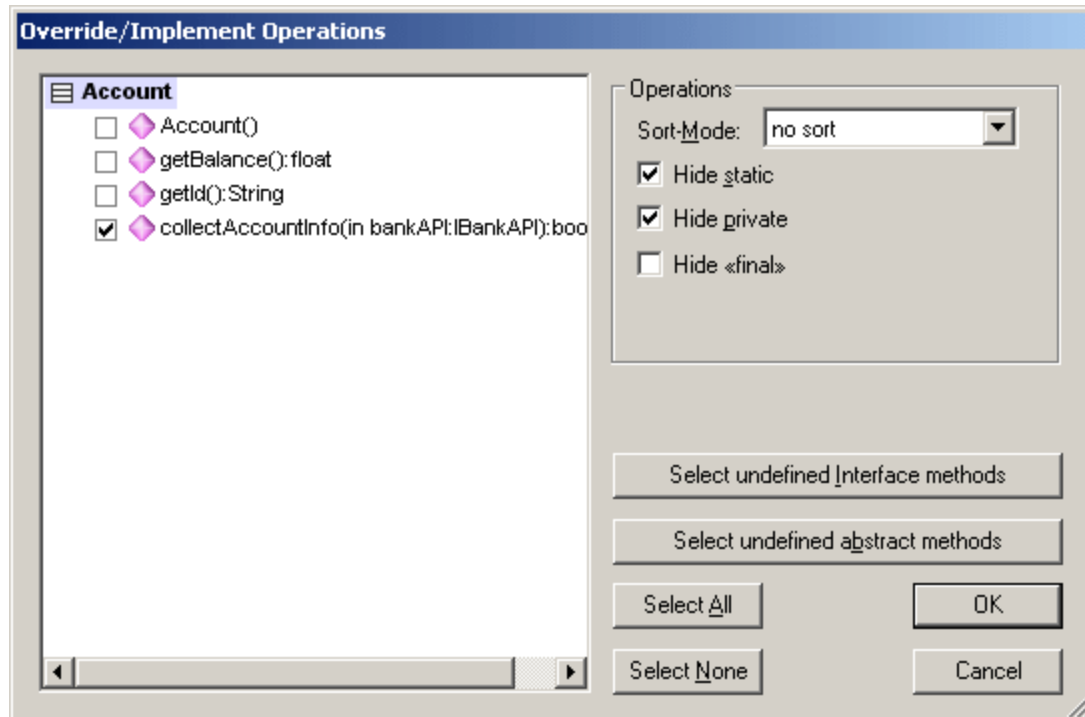 Override/Implement Operations
Account
Account()
getBalance():float
getId():String
collectAccountInfo(in bankAPI:IBankAPI):boo
Operations
Sort-Mode: no sort
Hide static
Hide private
Hide «final»
Select undefined Interface methods
Select undefined abstract methods
Select All OK
Select None Cancel